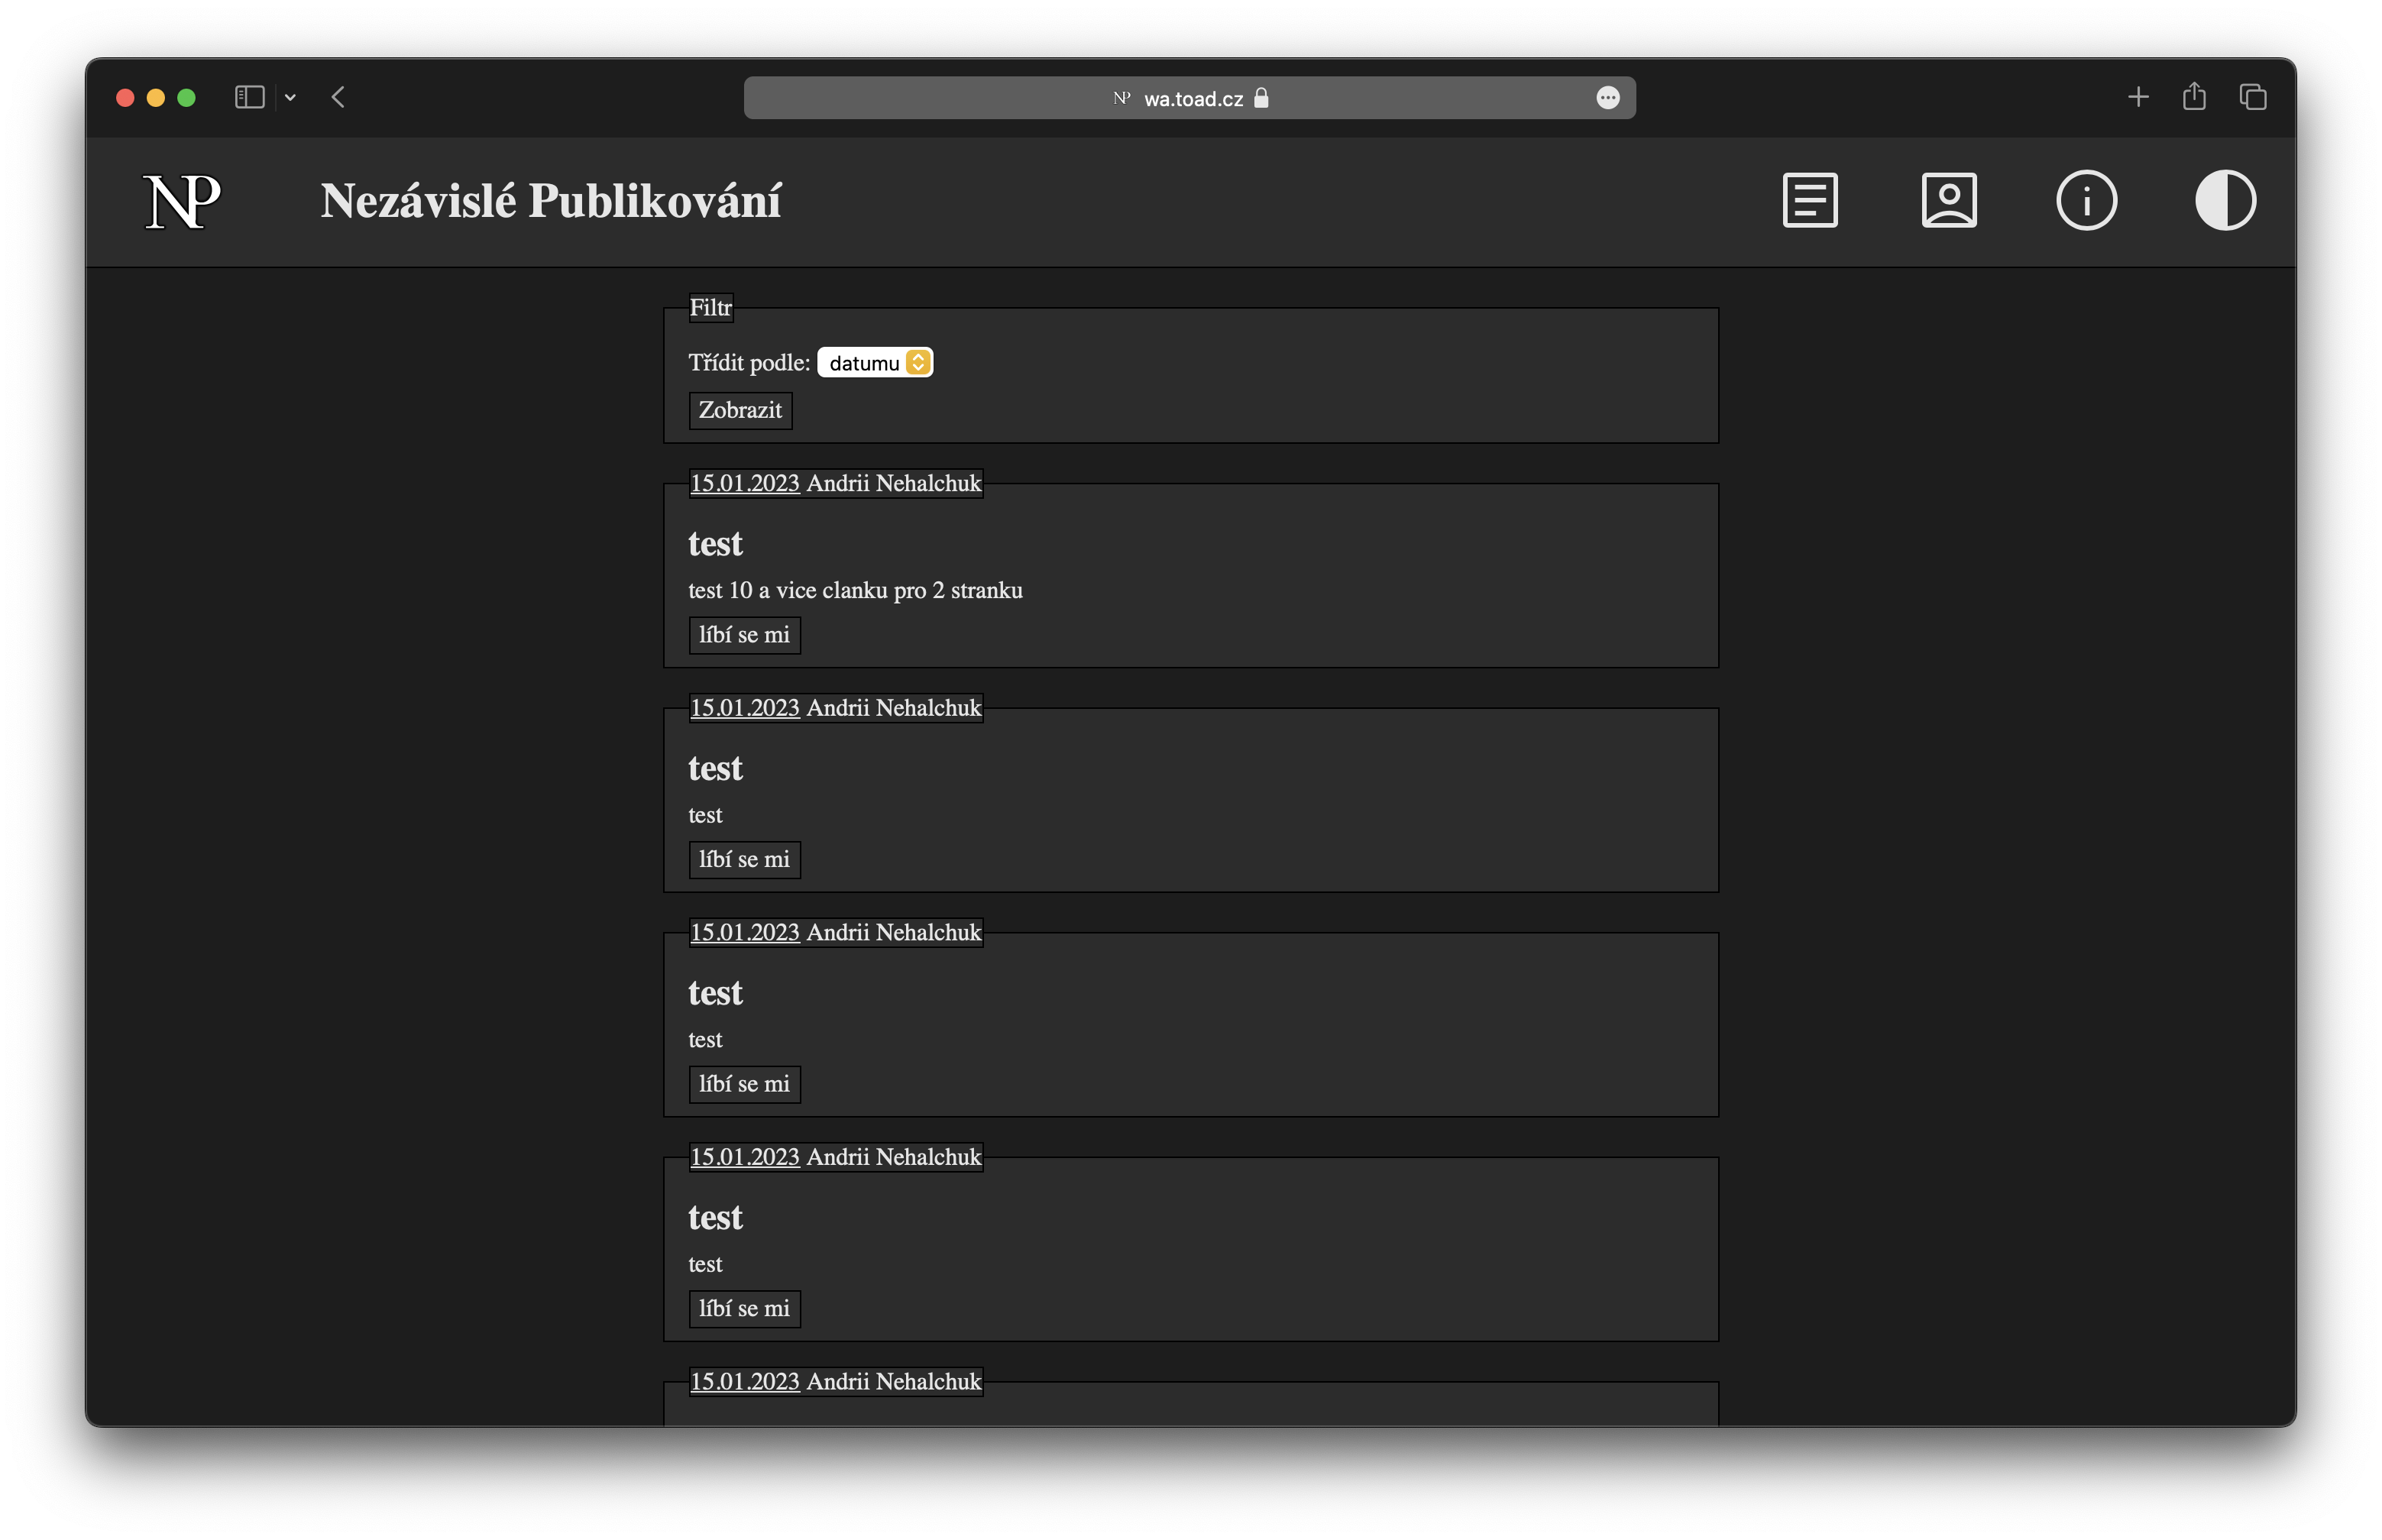 NP wa.toad.cz
NP Nezávislé Publikování
Filtr
Třídit podle: datumu
Zobrazit
15.01.2023 Andrii Nehalchuk
test
test 10 a vice clanku pro 2 stranku
líbí se mi
15.01.2023 Andrii Nehalchuk
test
test
líbí se mi
15.01.2023 Andrii Nehalchuk
test
test
líbí se mi
15.01.2023 Andrii Nehalchuk
test
test
líbí se mi
15.01.2023 Andrii Nehalchuk